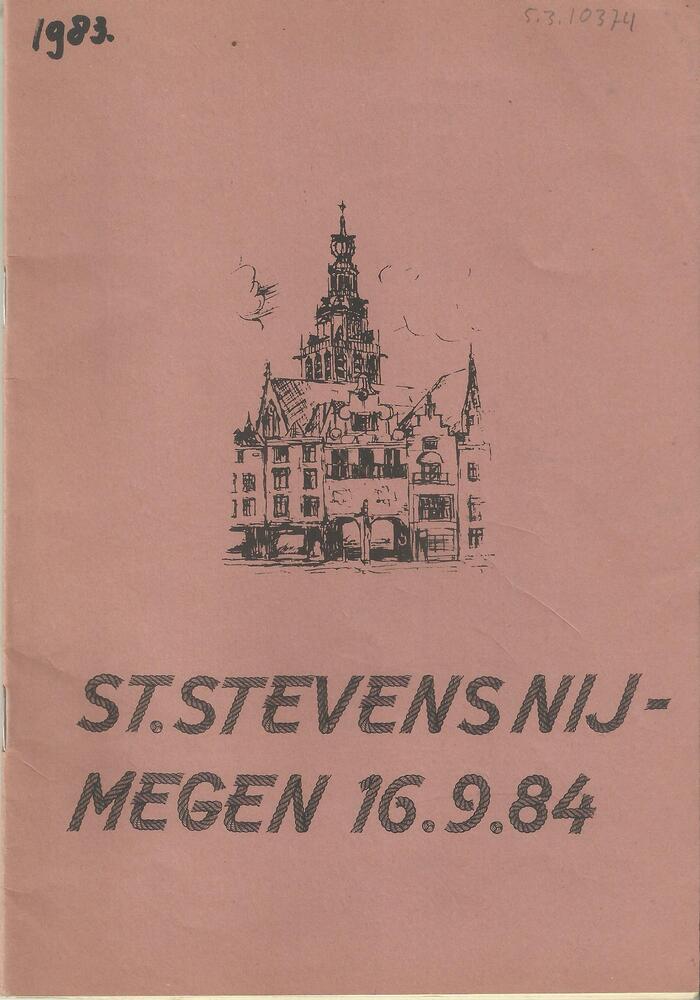 1983.
5.3.10374
ST. STEVENS NIJ-
MEGEN 16.9.84